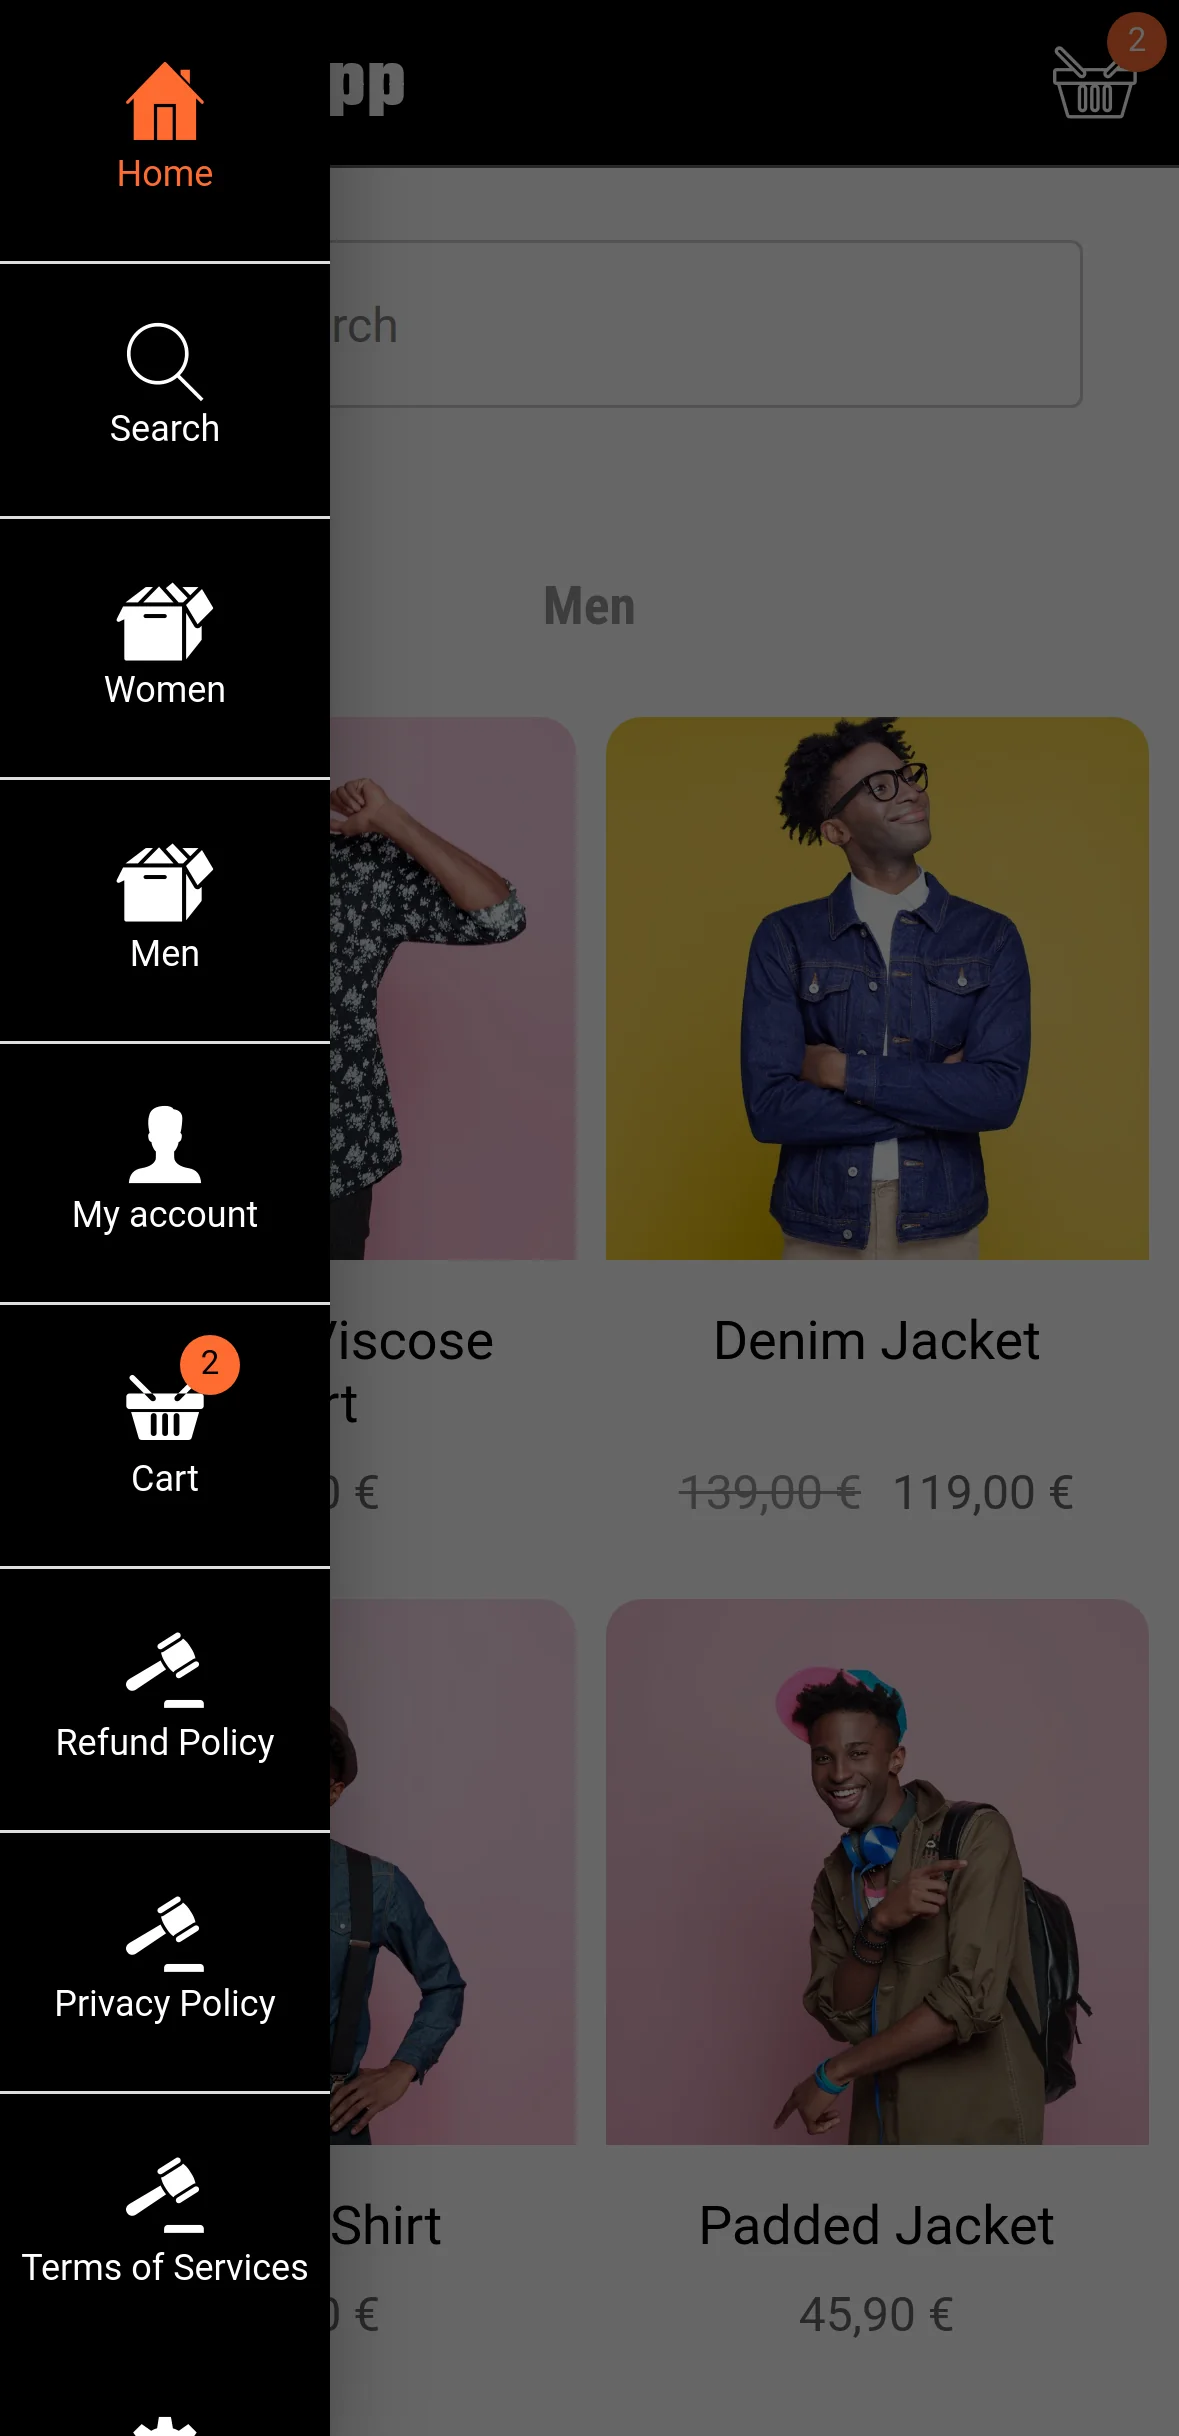 Home
pp
2
Search
rch
Women
Men
Men
My account
2
Cart
Viscose
rt
0 €
Denim Jacket
139,00 € 119,00 €
Refund Policy
Privacy Policy
Terms of Services
Shirt
0 €
Padded Jacket
45,90 €